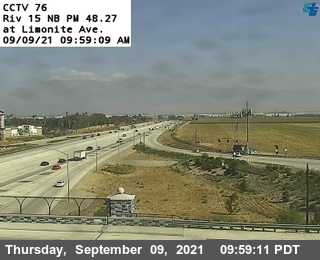 CCTV 76
Riv 15 NB PM 48.27
at Limonite Ave.
09/09/21 09:59:09 AM
Thursday, September 09, 2021 09:59:11 PDT